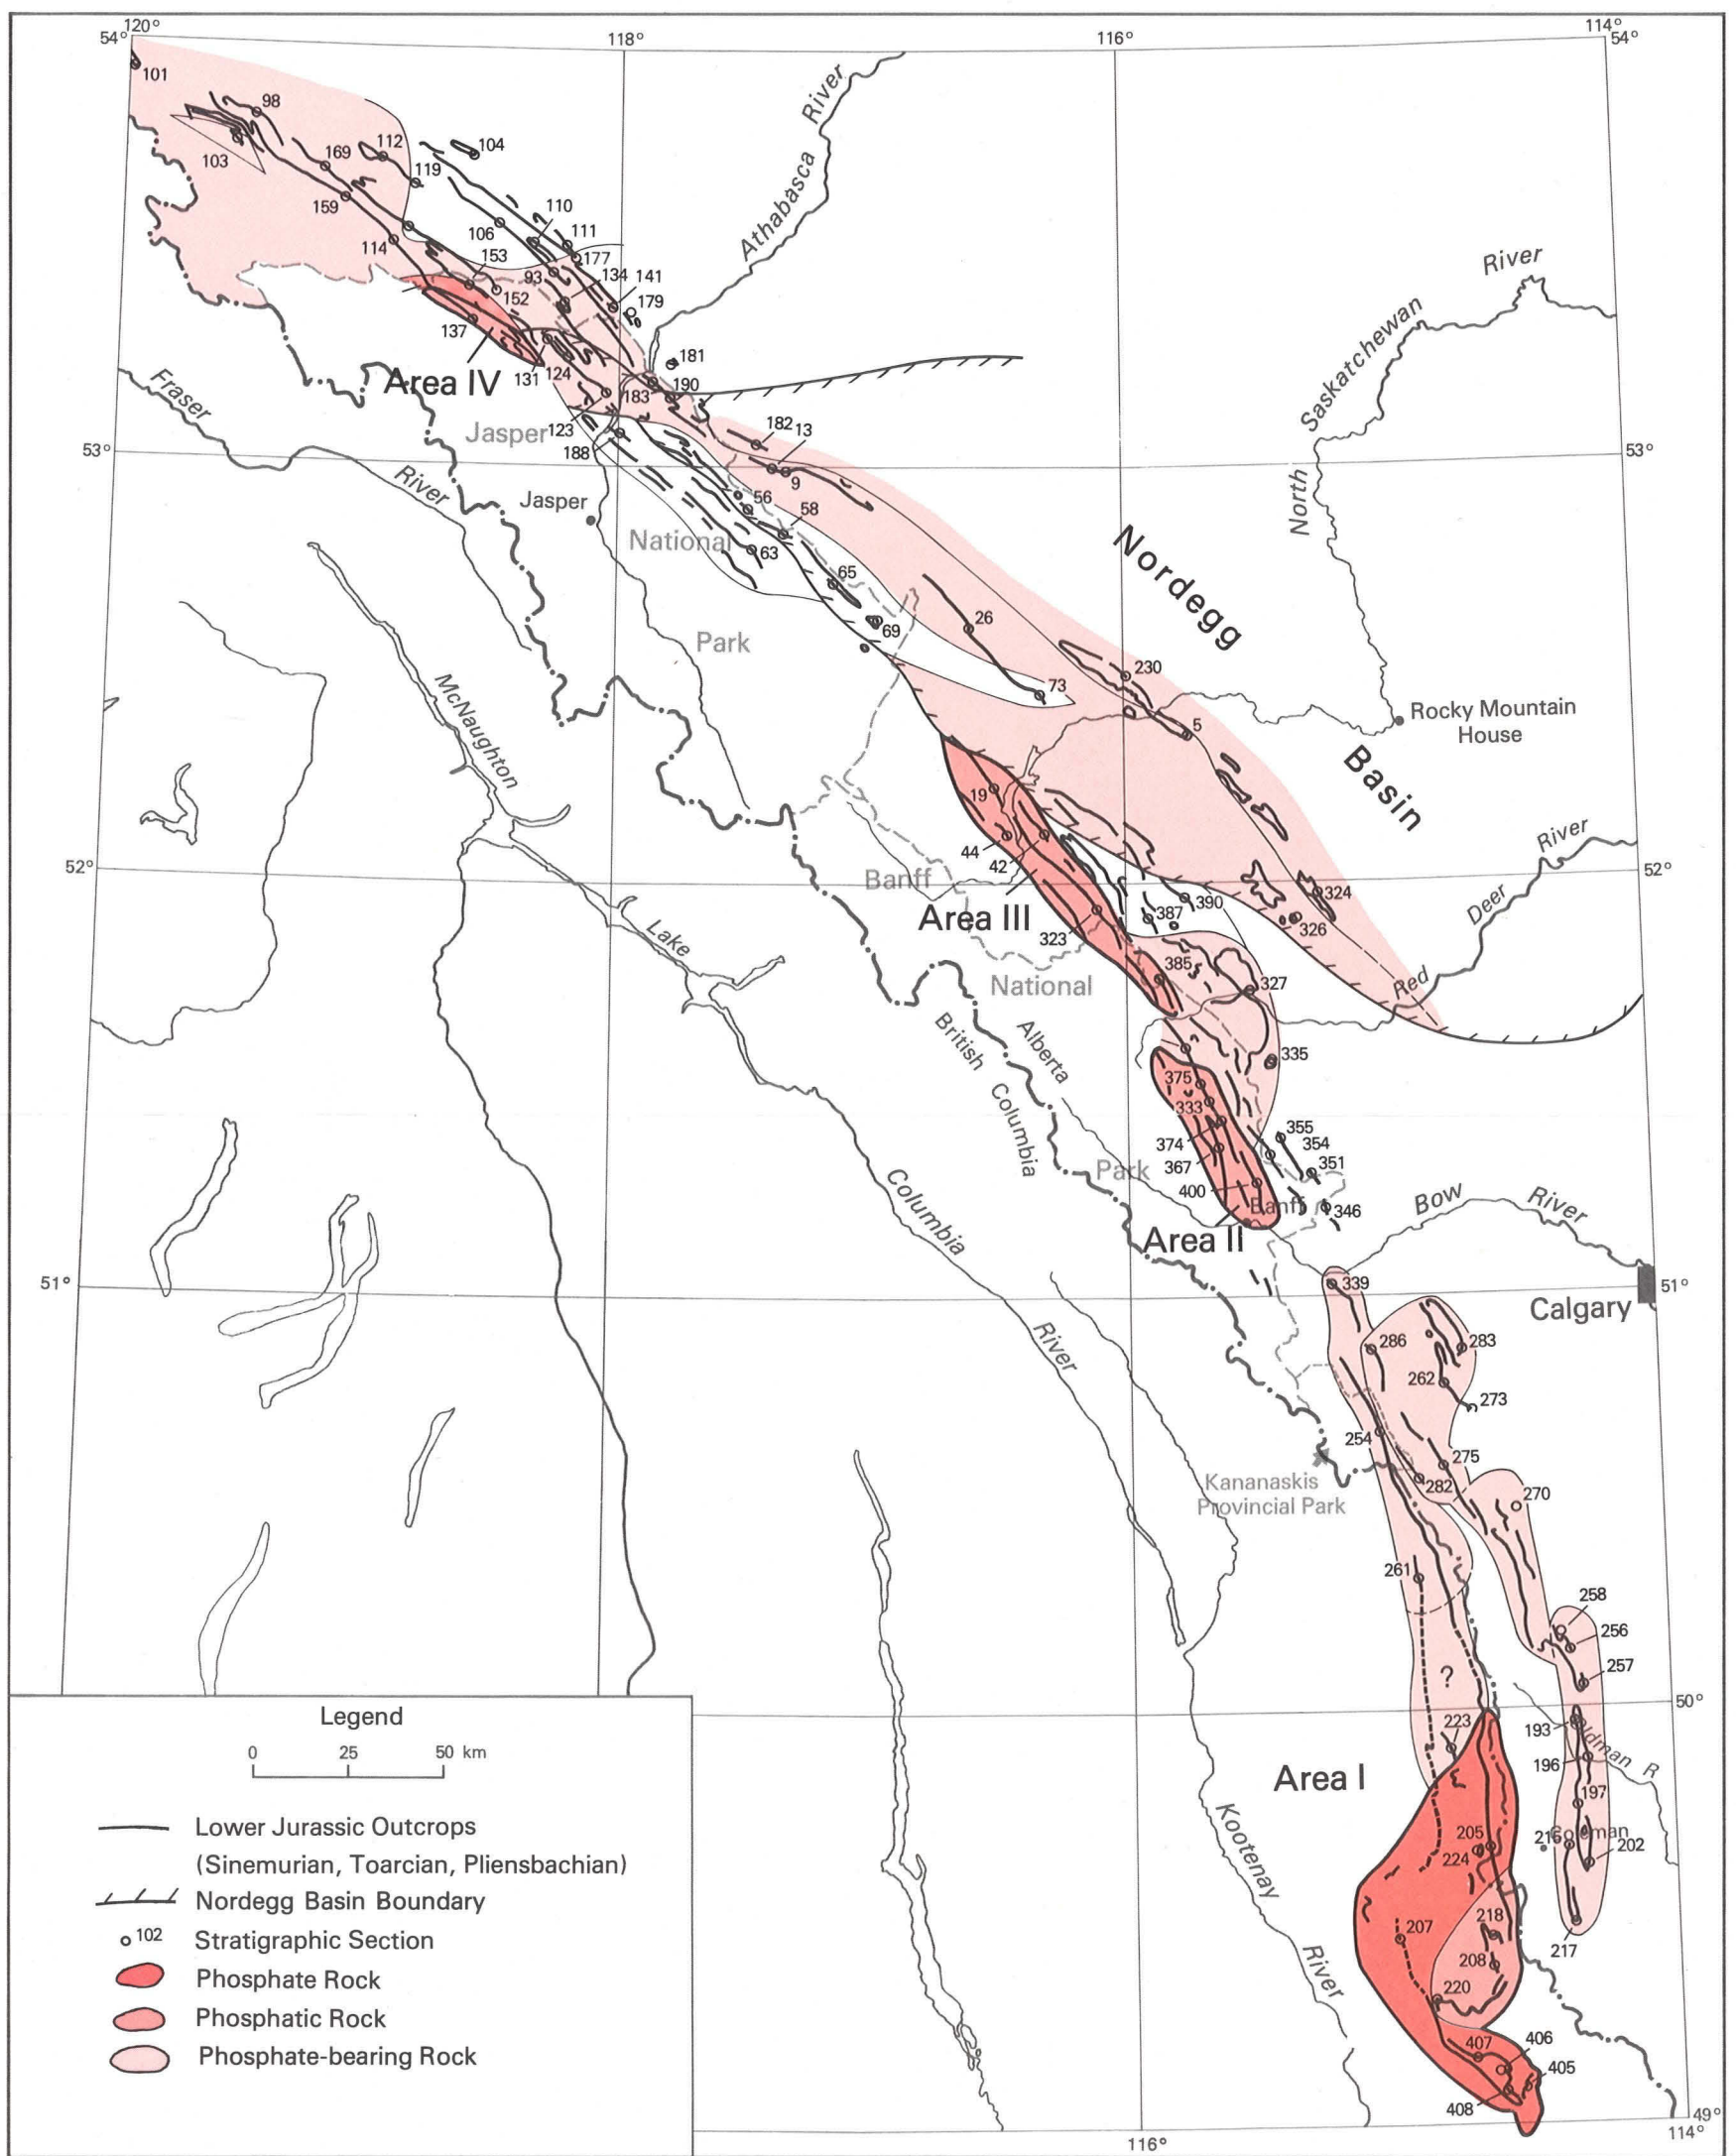 120°
54°
118°
116°
114°
54°
101
98
103
169
112
104
119
159
114
106
110
111
177
153
93
134
141
179
152
137
131
124
181
183
190
Area IV
Athabasca
River
River
Saskatchewan
North
Fraser
River
Jasper
123
188
182
13
9
53°
53°
Jasper
56
58
National
63
65
69
Park
26
73
230
5
Nordegg
Basin
Rocky Mountain
House
McNaughton
Lake
19
44
42
52°
52°
Banff
Area III
323
387
390
324
326
River
Deer
Red
National
385
327
British
Columbia
Alberta
335
375
333
374
367
400
355
354
351
346
Park
Banff
Area II
Columbia
River
Bow
River
51°
51°
339
Calgary
286
283
262
273
254
275
282
270
Kananaskis
Provincial Park
261
258
256
257
?
50°
223
193
196
197
Oldman R
Area I
205
224
216
Coleman
202
207
218
208
217
220
Kootenay
River
407
406
405
408
49°
116°
114°
Legend
0 25 50 km
Lower Jurassic Outcrops
(Sinemurian, Toarcian, Pliensbachian)
Nordegg Basin Boundary
102 Stratigraphic Section
Phosphate Rock
Phosphatic Rock
Phosphate-bearing Rock